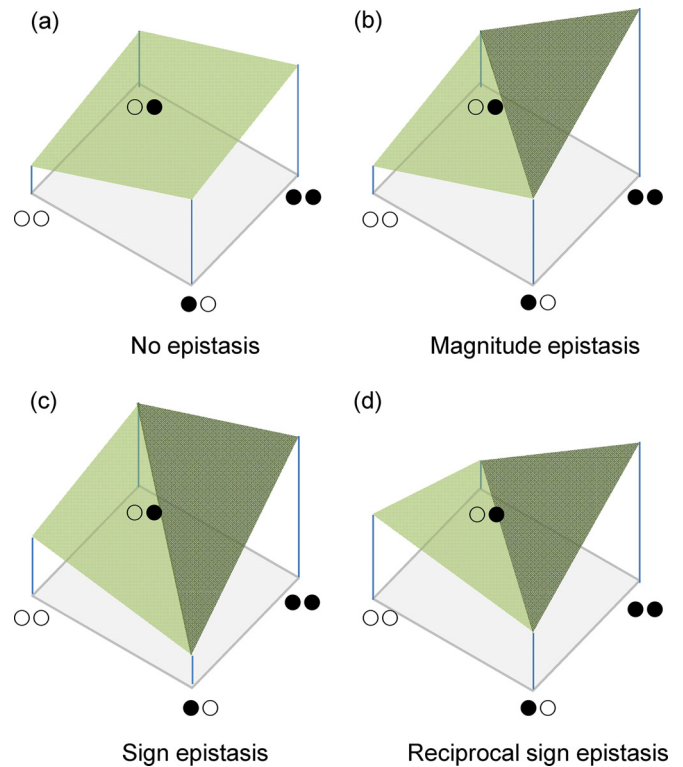 (a)
(b)
No epistasis
Magnitude epistasis
(c)
(d)
Sign epistasis
Reciprocal sign epistasis